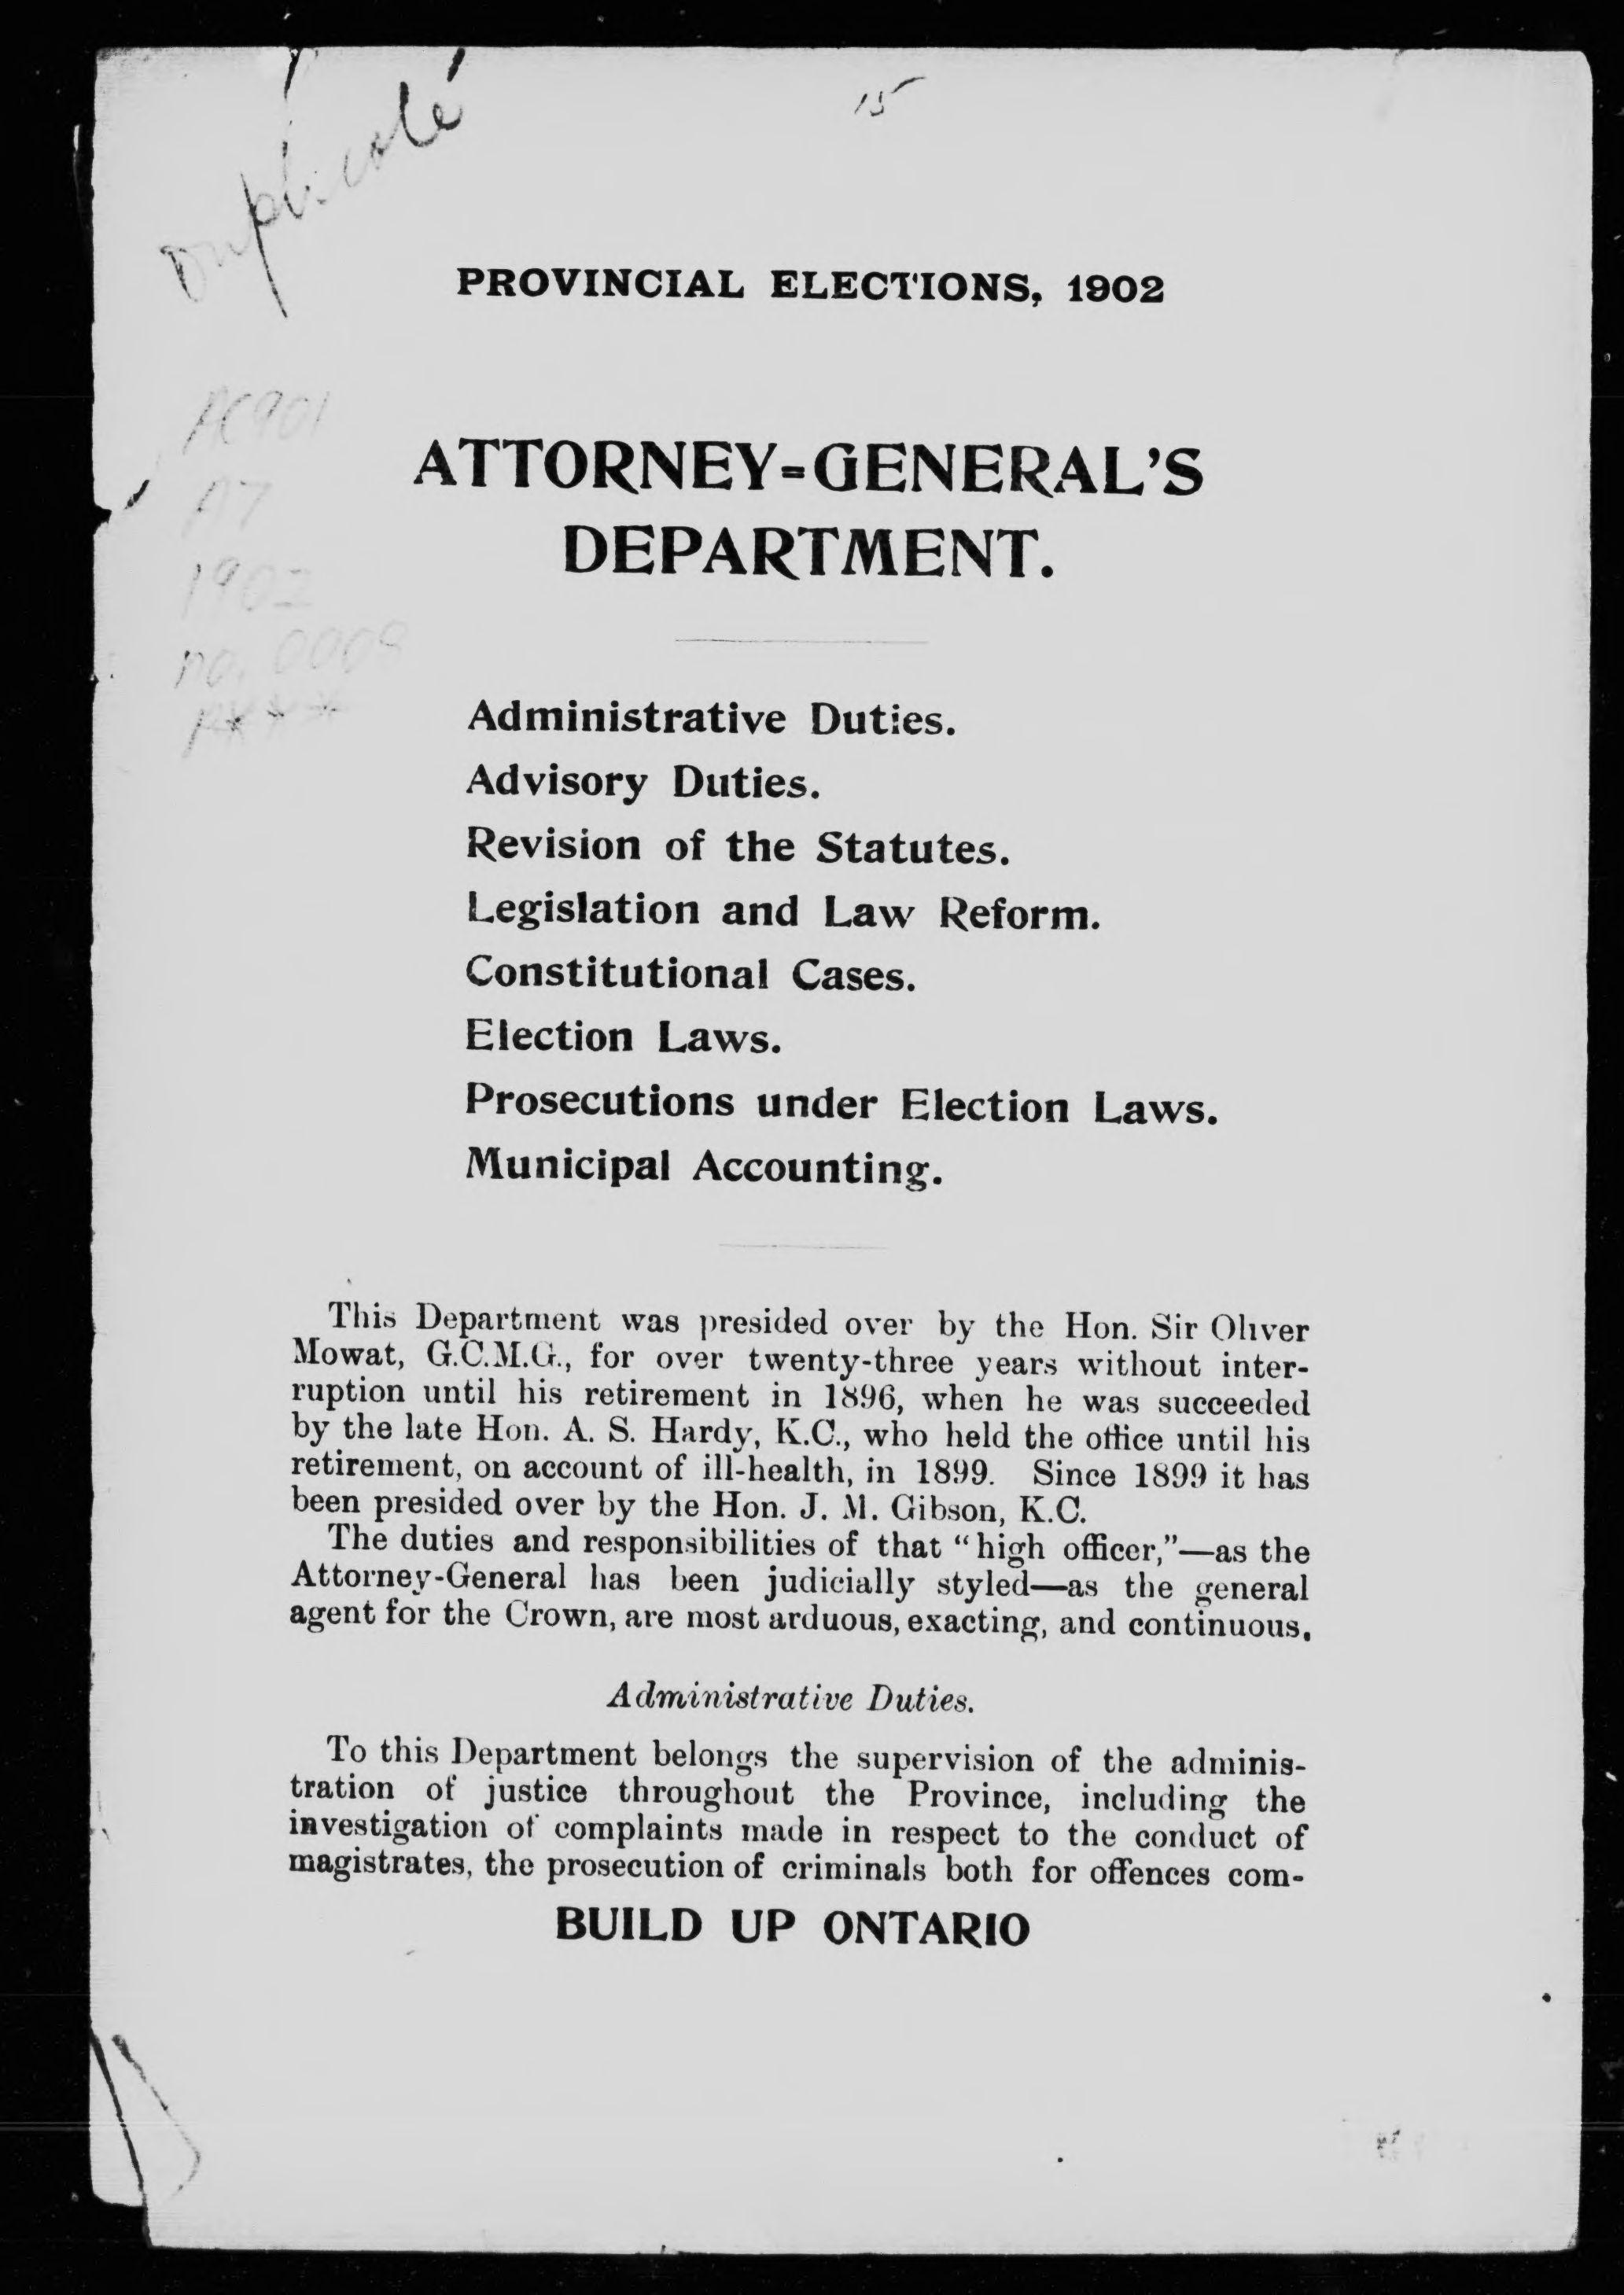 Duplicate
15
PROVINCIAL ELECTIONS, 1902
AC901
A7
1902
no. 0008
p***
ATTORNEY-GENERAL'S
DEPARTMENT.
Administrative Duties.
Advisory Duties.
Revision of the Statutes.
Legislation and Law Reform.
Constitutional Cases.
Election Laws.
Prosecutions under Election Laws.
Municipal Accounting.
This Department was presided over by the Hon. Sir Oliver
Mowat, G.C.M.G., for over twenty-three years without inter-
ruption until his retirement in 1896, when he was succeeded
by the late Hon. A. S. Hardy, K.C., who held the office until his
retirement, on account of ill-health, in 1899. Since 1899 it has
been presided over by the Hon. J. M. Gibson, K.C.
The duties and responsibilities of that "high officer,"—as the
Attorney-General has been judicially styled—as the general
agent for the Crown, are most arduous, exacting, and continuous.
Administrative Duties.
To this Department belongs the supervision of the adminis-
tration of justice throughout the Province, including the
investigation of complaints made in respect to the conduct of
magistrates, the prosecution of criminals both for offences com-
BUILD UP ONTARIO